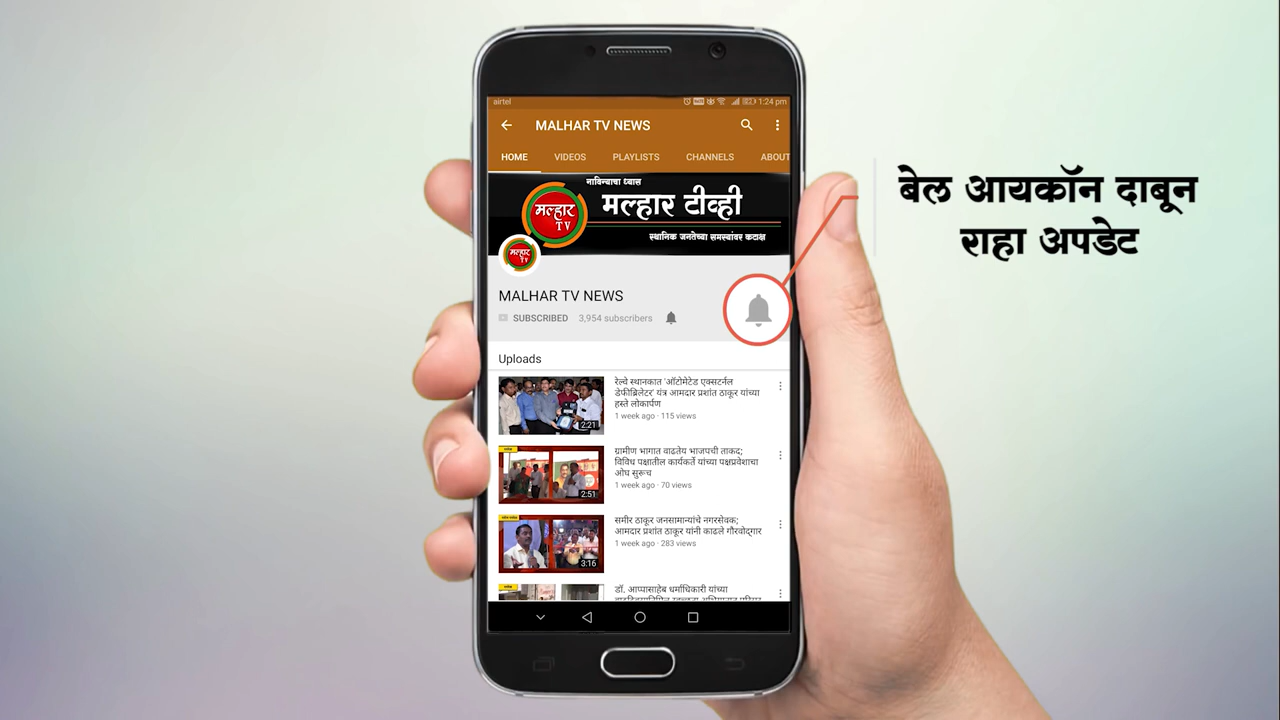 airtel 1:24 pm
MALHAR TV NEWS
HOME VIDEOS PLAYLISTS CHANNELS ABOUT
नाविन्याचा ध्यास
मल्हार टीव्ही
मल्हार
TV
स्थानिक जनतेच्या समस्यांवर कटाक्ष
मल्हार
TV
MALHAR TV NEWS
SUBSCRIBED 3,954 subscribers
बेल आयकॉन दाबून
राहा अपडेट
Uploads
रेल्वे स्थानकात 'ऑटोमेटेड एक्सटर्नल
डेफीब्रिलेटर' यंत्र आमदार प्रशांत ठाकूर यांच्या
हस्ते लोकार्पण
1 week ago · 115 views
2:21
ग्रामीण भागात वाढतेय भाजपची ताकद;
विविध पक्षातील कार्यकर्ते यांच्या पक्षप्रवेशाचा
ओघ सुरूच
1 week ago · 70 views
2:51
समीर ठाकूर जनसामान्यांचे नगरसेवक;
आमदार प्रशांत ठाकूर यांनी काढले गौरवोद्गार
1 week ago · 283 views
3:16
डॉ. आप्पासाहेब धर्माधिकारी यांच्या